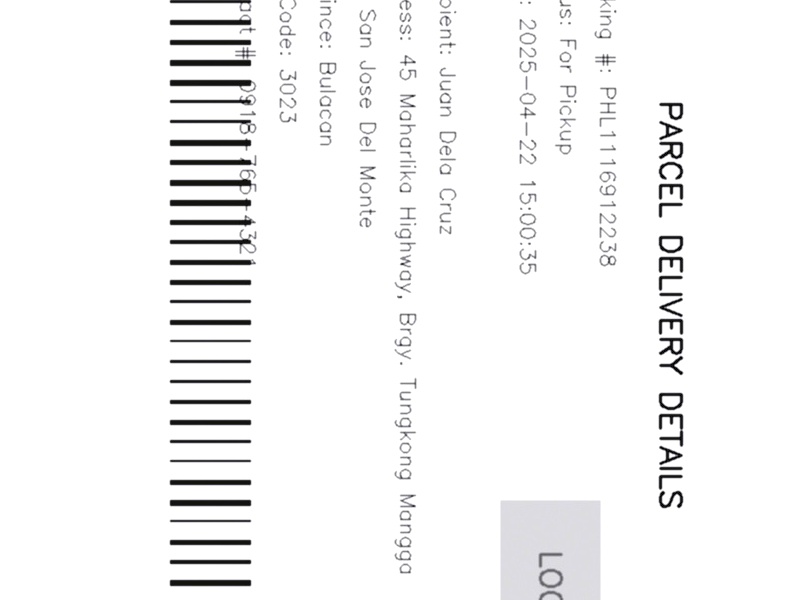 PARCEL DELIVERY DETAILS
king #: PHL1116912238
us: For Pickup
: 2025-04-22 15:00:35
LOG
pient: Juan Dela Cruz
ess: 45 Maharlika Highway, Brgy. Tungkong Mangga
San Jose Del Monte
ince: Bulacan
Code: 3023
act #: 0918-765-4321